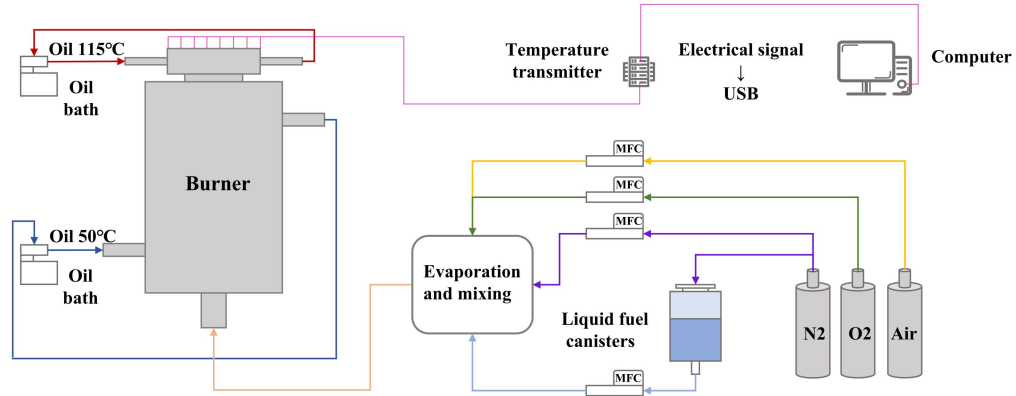 Oil 115℃
Oil
bath
Temperature
transmitter
Electrical signal
↓
USB
Computer
Burner
MFC
MFC
MFC
Oil 50℃
Oil
bath
Evaporation
and mixing
Liquid fuel
canisters
N2
O2
Air
MFC